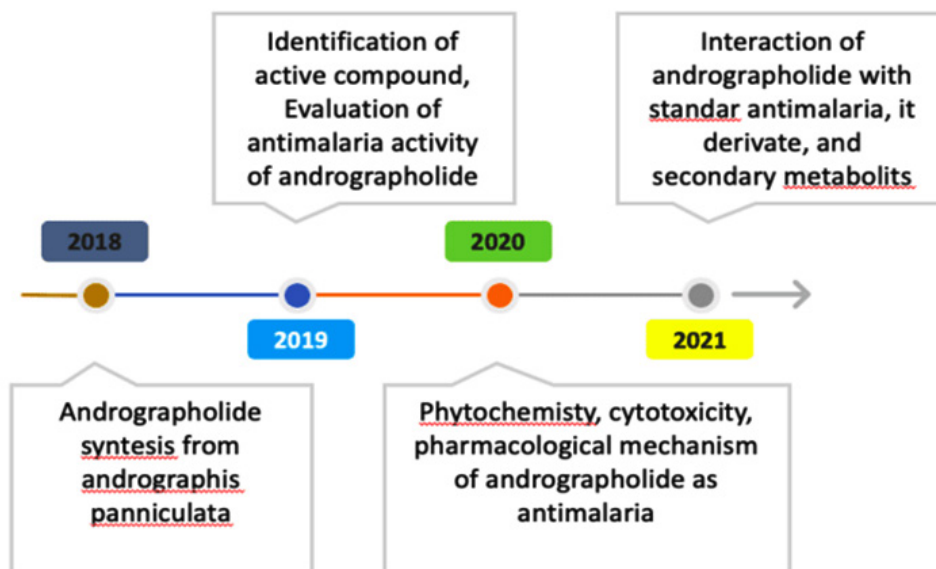 Identification of
active compound,
Evaluation of
antimalaria activity
of andrographolide
Interaction of
andrographolide with
standar antimalaria, it
derivate, and
secondary metabolits
2018
2020
2019
2021
Andrographolide
syntesis from
andrographis
panniculata
Phytochemisty, cytotoxicity,
pharmacological mechanism
of andrographolide as
antimalaria